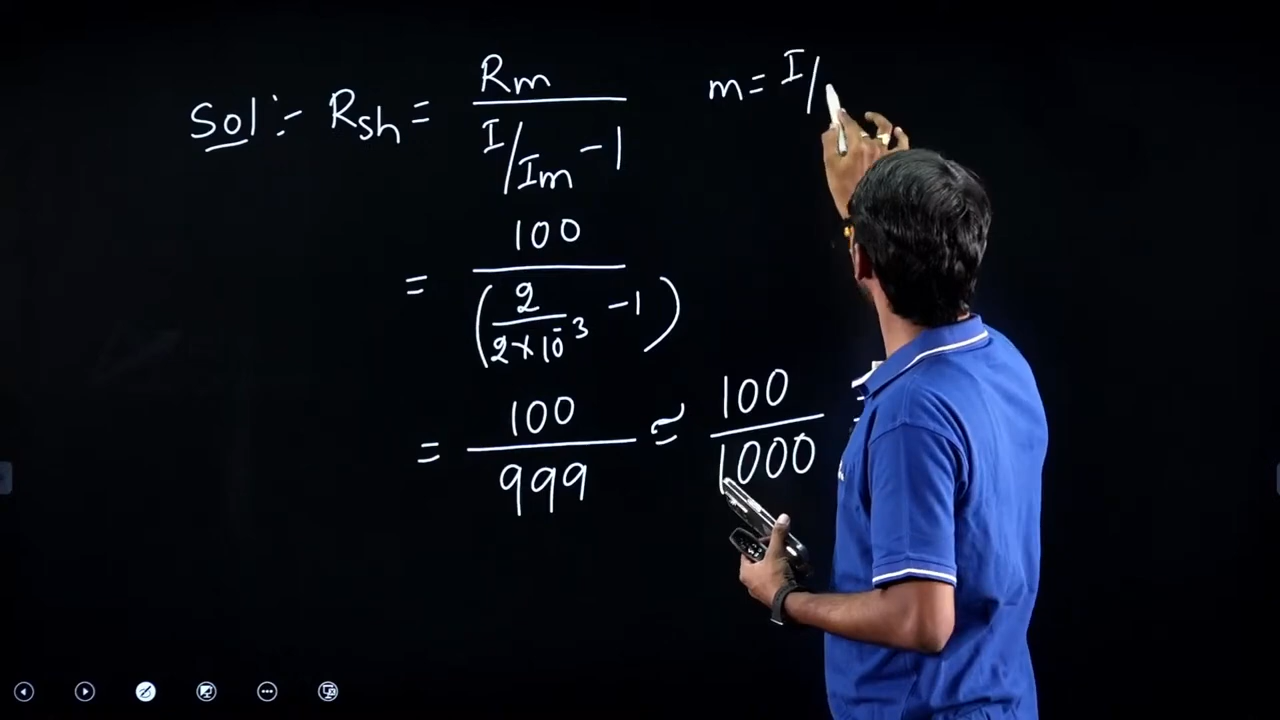 Sol :- Rsh = Rm / (I/Im - 1)
m = I/
= 100 / (2 / (2 × 10⁻³) - 1)
= 100 / 999 ≃ 100 / 1000 =